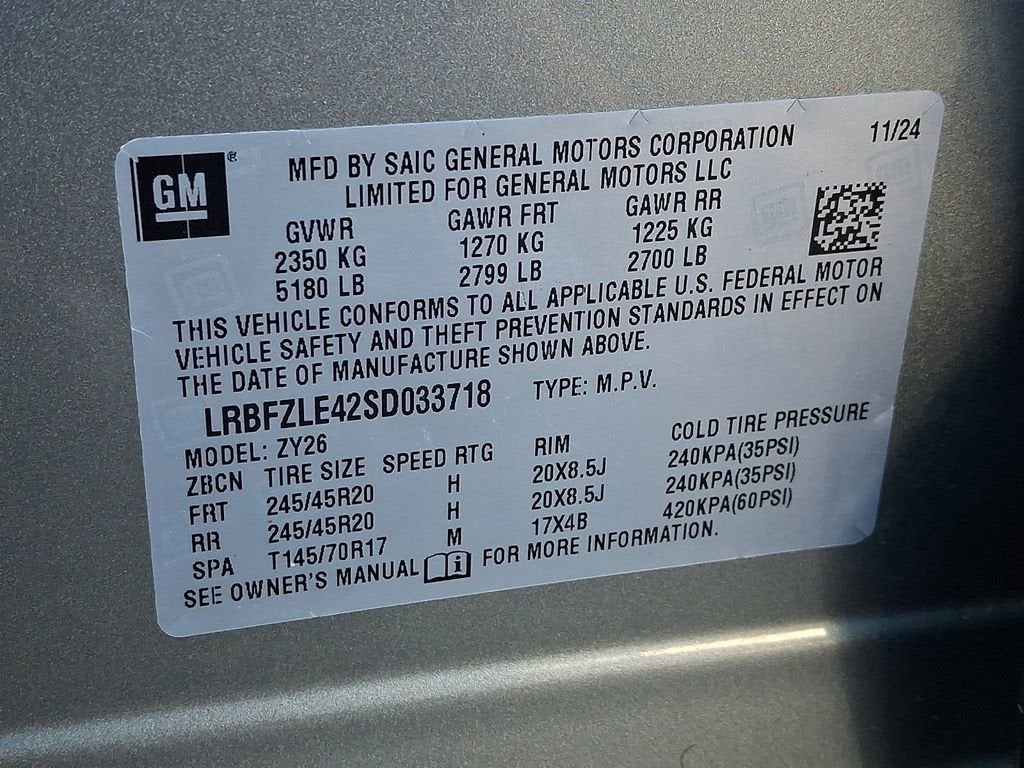 GM ®
MFD BY SAIC GENERAL MOTORS CORPORATION 11/24
LIMITED FOR GENERAL MOTORS LLC
GVWR GAWR FRT GAWR RR
2350 KG 1270 KG 1225 KG
5180 LB 2799 LB 2700 LB
THIS VEHICLE CONFORMS TO ALL APPLICABLE U.S. FEDERAL MOTOR
VEHICLE SAFETY AND THEFT PREVENTION STANDARDS IN EFFECT ON
THE DATE OF MANUFACTURE SHOWN ABOVE.
LRBFZLE42SD033718 TYPE: M.P.V.
MODEL: ZY26
ZBCN TIRE SIZE SPEED RTG RIM COLD TIRE PRESSURE
FRT 245/45R20 H 20X8.5J 240KPA(35PSI)
RR 245/45R20 H 20X8.5J 240KPA(35PSI)
SPA T145/70R17 M 17X4B 420KPA(60PSI)
SEE OWNER'S MANUAL i FOR MORE INFORMATION.